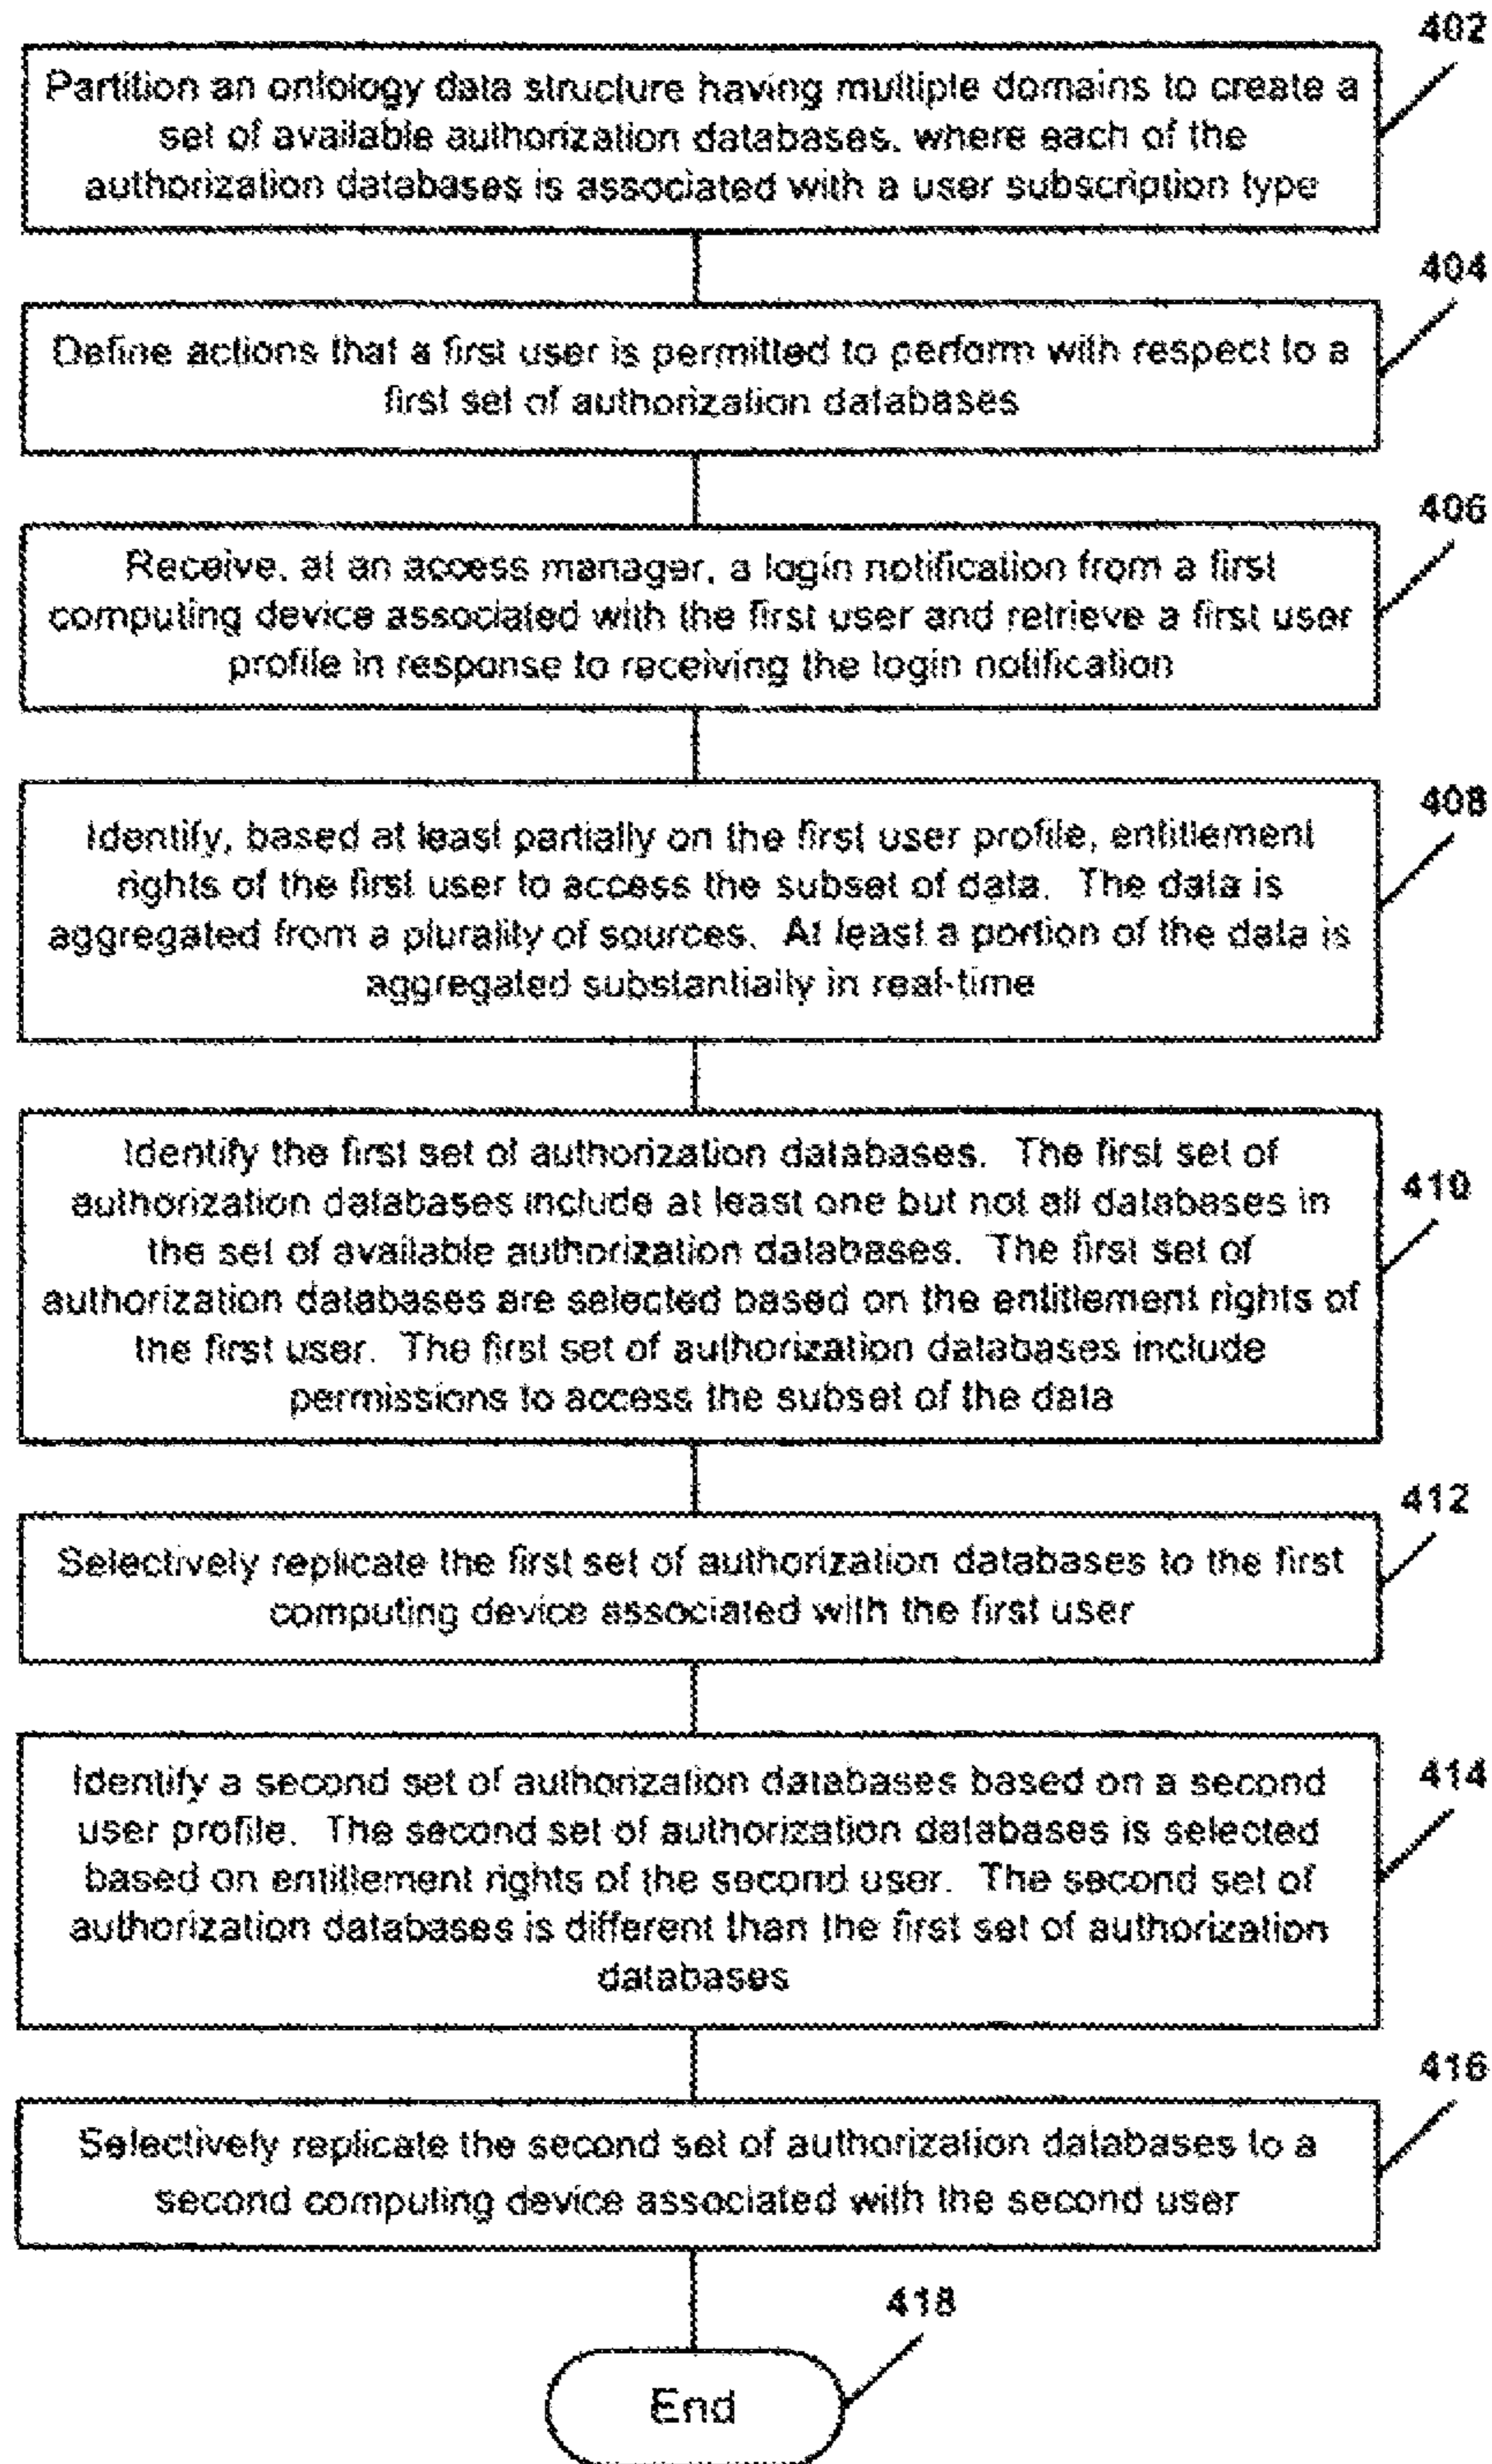 402
Partition an ontology data structure having multiple domains to create a
set of available authorization databases, where each of the
authorization databases is associated with a user subscription type
404
Define actions that a first user is permitted to perform with respect to a
first set of authorization databases
406
Receive, at an access manager, a login notification from a first
computing device associated with the first user and retrieve a first user
profile in response to receiving the login notification
408
Identify, based at least partially on the first user profile, entitlement
rights of the first user to access the subset of data. The data is
aggregated from a plurality of sources. At least a portion of the data is
aggregated substantially in real-time
410
Identify the first set of authorization databases. The first set of
authorization databases include at least one but not all databases in
the set of available authorization databases. The first set of
authorization databases are selected based on the entitlement rights of
the first user. The first set of authorization databases include
permissions to access the subset of the data
412
Selectively replicate the first set of authorization databases to the first
computing device associated with the first user
414
Identify a second set of authorization databases based on a second
user profile. The second set of authorization databases is selected
based on entitlement rights of the second user. The second set of
authorization databases is different than the first set of authorization
databases
416
Selectively replicate the second set of authorization databases to a
second computing device associated with the second user
418
End